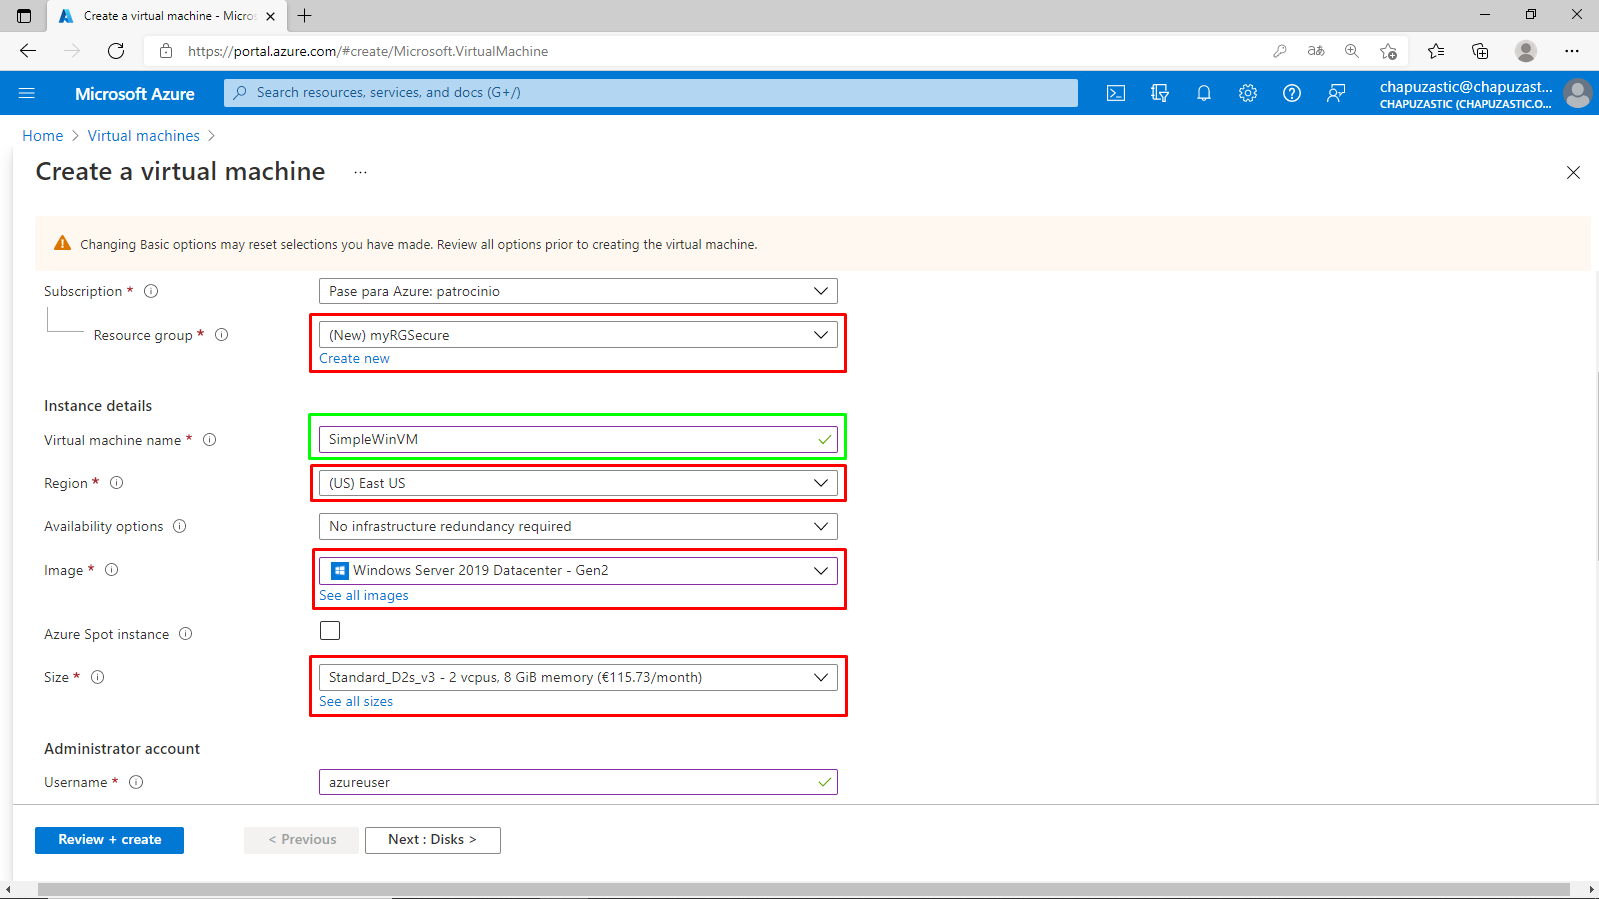 Create a virtual machine - Micros
https://portal.azure.com/#create/Microsoft.VirtualMachine
aあ
Microsoft Azure
Search resources, services, and docs (G+/)
chapuzastic@chapuzast...
CHAPUZASTIC (CHAPUZASTIC.O...
Home > Virtual machines >
Create a virtual machine ...
Changing Basic options may reset selections you have made. Review all options prior to creating the virtual machine.
Subscription * Pase para Azure: patrocinio
Resource group * (New) myRGSecure
Create new
Instance details
Virtual machine name * SimpleWinVM
Region * (US) East US
Availability options No infrastructure redundancy required
Image * Windows Server 2019 Datacenter - Gen2
See all images
Azure Spot instance
Size * Standard_D2s_v3 - 2 vcpus, 8 GiB memory (€115.73/month)
See all sizes
Administrator account
Username * azureuser
Review + create < Previous Next : Disks >